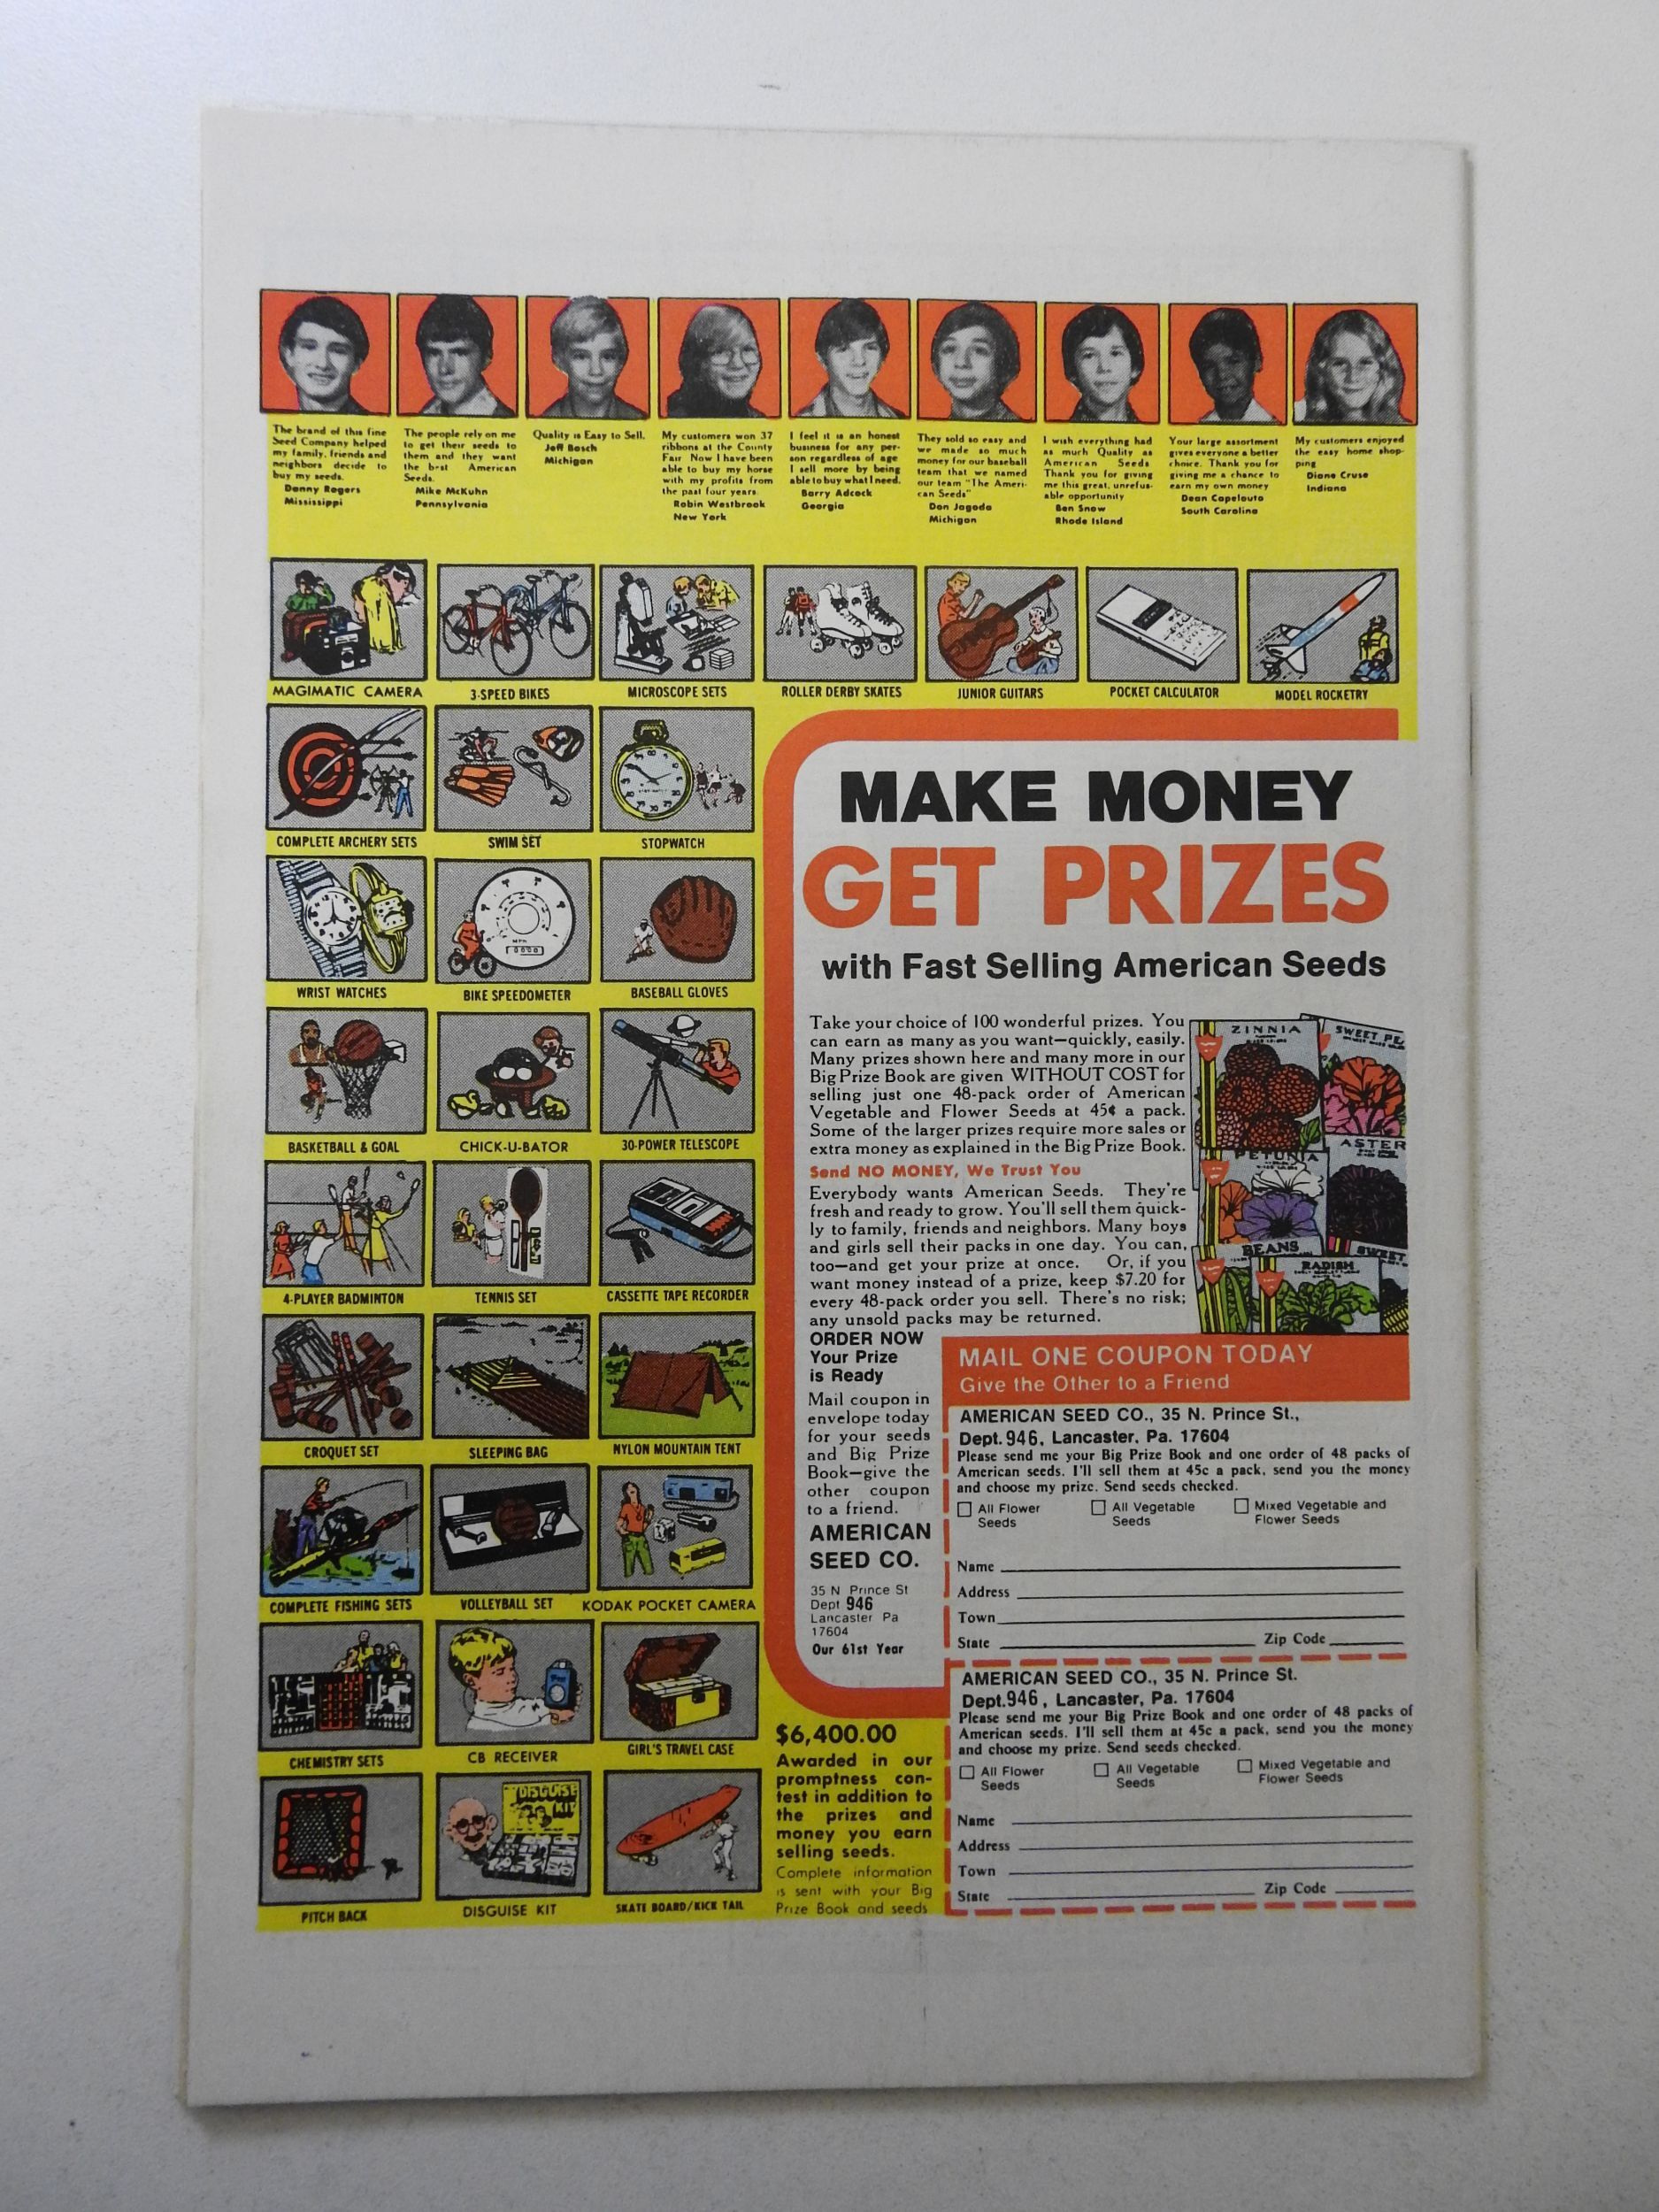 The brand of this fine
Seed Company helped
my family, friends and
neighbors decide to
buy my seeds.
Danny Rogers
Mississippi
The people rely on me
to get their seeds to
them and they want
the best American
Seeds.
Mike McKuhn
Pennsylvania
Quality is Easy to Sell.
Jeff Basch
Michigan
My customers won 37
ribbons at the County
Fair Now I have been
able to buy my horse
with my profits from
the past four years.
Robin Westbrook
New York
I feel it is an honest
business for any per-
son regardless of age
I sell more by being
able to buy what I need.
Barry Adcock
Georgia
They sold so easy and
we made so much
money for our baseball
team that we named
our team "The Ameri-
can Seeds"
Don Jagoda
Michigan
I wish everything had
as much Quality as
American Seeds
Thank you for giving
me this great, unrefus-
able opportunity
Ben Snow
Rhode Island
Your large assortment
gives everyone a better
choice. Thank you for
giving me a chance to
earn my own money
Dean Capelouto
South Carolina
My customers enjoyed
the easy home shop-
ping
Diane Cruse
Indiana
MAGIMATIC CAMERA
3-SPEED BIKES
MICROSCOPE SETS
ROLLER DERBY SKATES
JUNIOR GUITARS
POCKET CALCULATOR
MODEL ROCKETRY
COMPLETE ARCHERY SETS
SWIM SET
STOPWATCH
WRIST WATCHES
MPH
BIKE SPEEDOMETER
BASEBALL GLOVES
BASKETBALL & GOAL
CHICK-U-BATOR
30-POWER TELESCOPE
4-PLAYER BADMINTON
TENNIS SET
CASSETTE TAPE RECORDER
CROQUET SET
SLEEPING BAG
NYLON MOUNTAIN TENT
COMPLETE FISHING SETS
VOLLEYBALL SET
KODAK POCKET CAMERA
CHEMISTRY SETS
CB RECEIVER
GIRL'S TRAVEL CASE
PITCH BACK
DISGUISE
KIT
DISGUISE KIT
SKATE BOARD/KICK TAIL
MAKE MONEY
GET PRIZES
with Fast Selling American Seeds
Take your choice of 100 wonderful prizes. You
can earn as many as you want—quickly, easily.
Many prizes shown here and many more in our
Big Prize Book are given WITHOUT COST for
selling just one 48-pack order of American
Vegetable and Flower Seeds at 45¢ a pack.
Some of the larger prizes require more sales or
extra money as explained in the Big Prize Book.
Send NO MONEY, We Trust You
Everybody wants American Seeds. They're
fresh and ready to grow. You'll sell them quick-
ly to family, friends and neighbors. Many boys
and girls sell their packs in one day. You can,
too—and get your prize at once. Or, if you
want money instead of a prize, keep $7.20 for
every 48-pack order you sell. There's no risk;
any unsold packs may be returned.
ZINNIA
SWEET PE
ASTER
PETUNIA
BEANS
SWEET
RADISH
ORDER NOW
Your Prize
is Ready
Mail coupon in
envelope today
for your seeds
and Big Prize
Book—give the
other coupon
to a friend.
AMERICAN
SEED CO.
35 N Prince St
Dept 946
Lancaster Pa
17604
Our 61st Year
MAIL ONE COUPON TODAY
Give the Other to a Friend
AMERICAN SEED CO., 35 N. Prince St.,
Dept. 946, Lancaster, Pa. 17604
Please send me your Big Prize Book and one order of 48 packs of
American seeds. I'll sell them at 45c a pack, send you the money
and choose my prize. Send seeds checked.
All Flower Seeds
All Vegetable Seeds
Mixed Vegetable and Flower Seeds
Name
Address
Town
State Zip Code
AMERICAN SEED CO., 35 N. Prince St.
Dept. 946, Lancaster, Pa. 17604
Please send me your Big Prize Book and one order of 48 packs of
American seeds. I'll sell them at 45c a pack, send you the money
and choose my prize. Send seeds checked.
All Flower Seeds
All Vegetable Seeds
Mixed Vegetable and Flower Seeds
Name
Address
Town
State Zip Code
$6,400.00
Awarded in our
promptness con-
test in addition to
the prizes and
money you earn
selling seeds.
Complete information
is sent with your Big
Prize Book and seeds